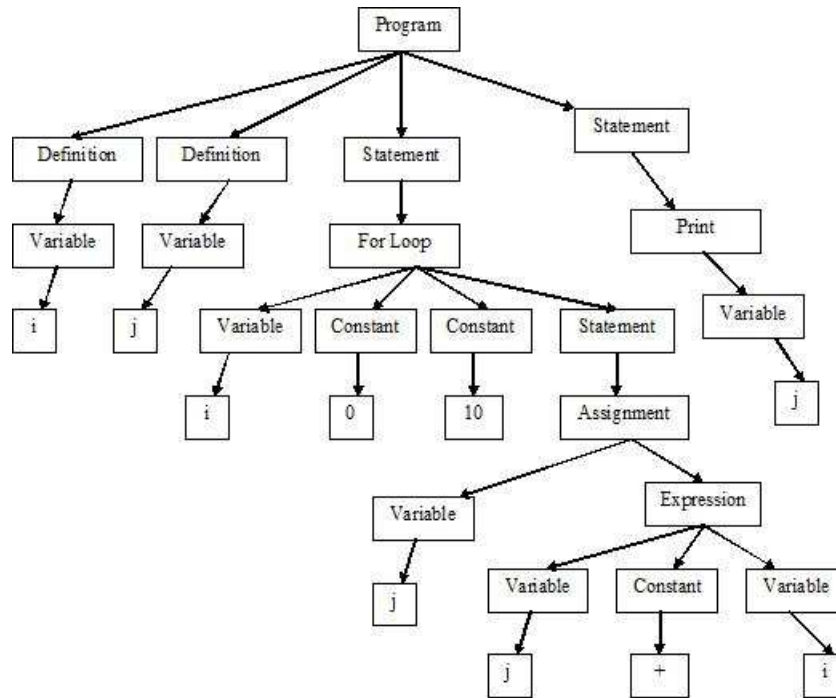 Program
Statement
Definition
Definition
Statement
Print
Variable
Variable
For Loop
Variable
i
j
Variable
Constant
Constant
Statement
j
i
0
10
Assignment
Variable
Expression
j
Variable
Constant
Variable
j
+
i